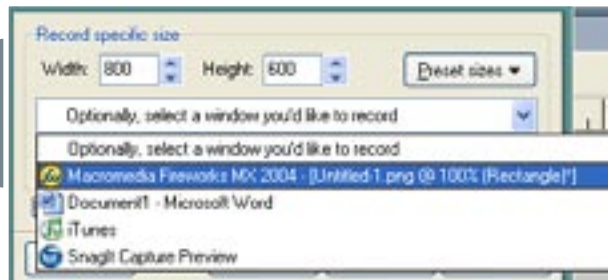 Record specific size
Width: 800 Height: 600 Preset sizes
Optionally, select a window you'd like to record
Optionally, select a window you'd like to record
Macromedia Fireworks MX 2004 - [Untitled-1.png @ 100% (Rectangle)*]
Document1 - Microsoft Word
iTunes
SnagIt Capture Preview